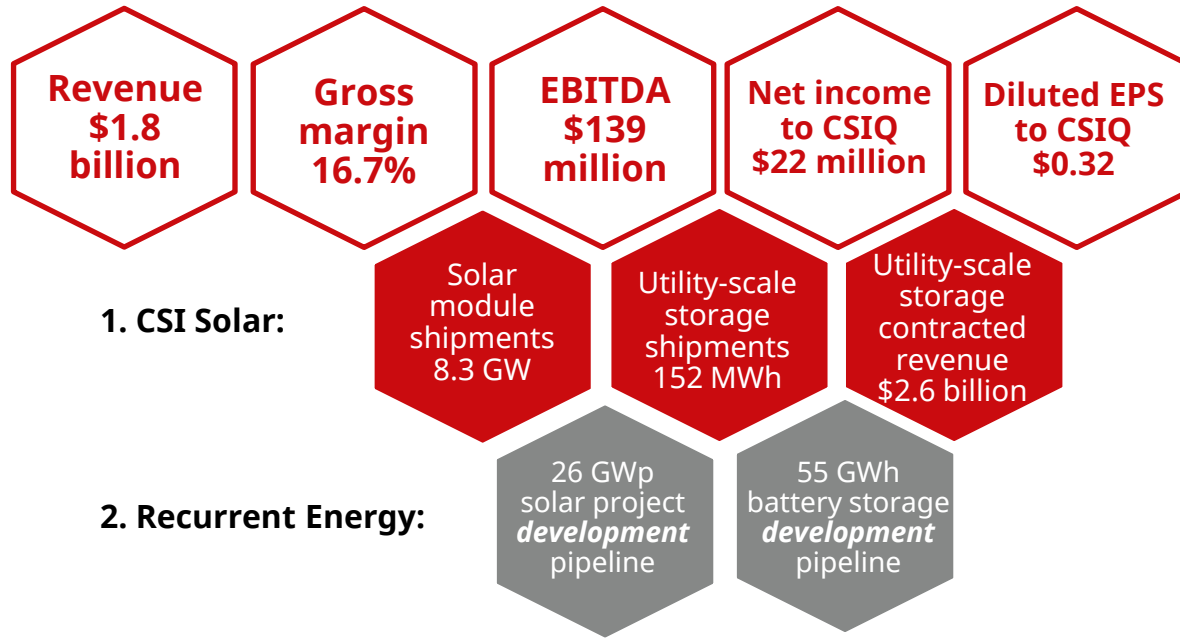 Revenue
$1.8
billion
Gross
margin
16.7%
EBITDA
$139
million
Net income
to CSIQ
$22 million
Diluted EPS
to CSIQ
$0.32
1. CSI Solar:
Solar
module
shipments
8.3 GW
Utility-scale
storage
shipments
152 MWh
Utility-scale
storage
contracted
revenue
$2.6 billion
2. Recurrent Energy:
26 GWp
solar project
development
pipeline
55 GWh
battery storage
development
pipeline